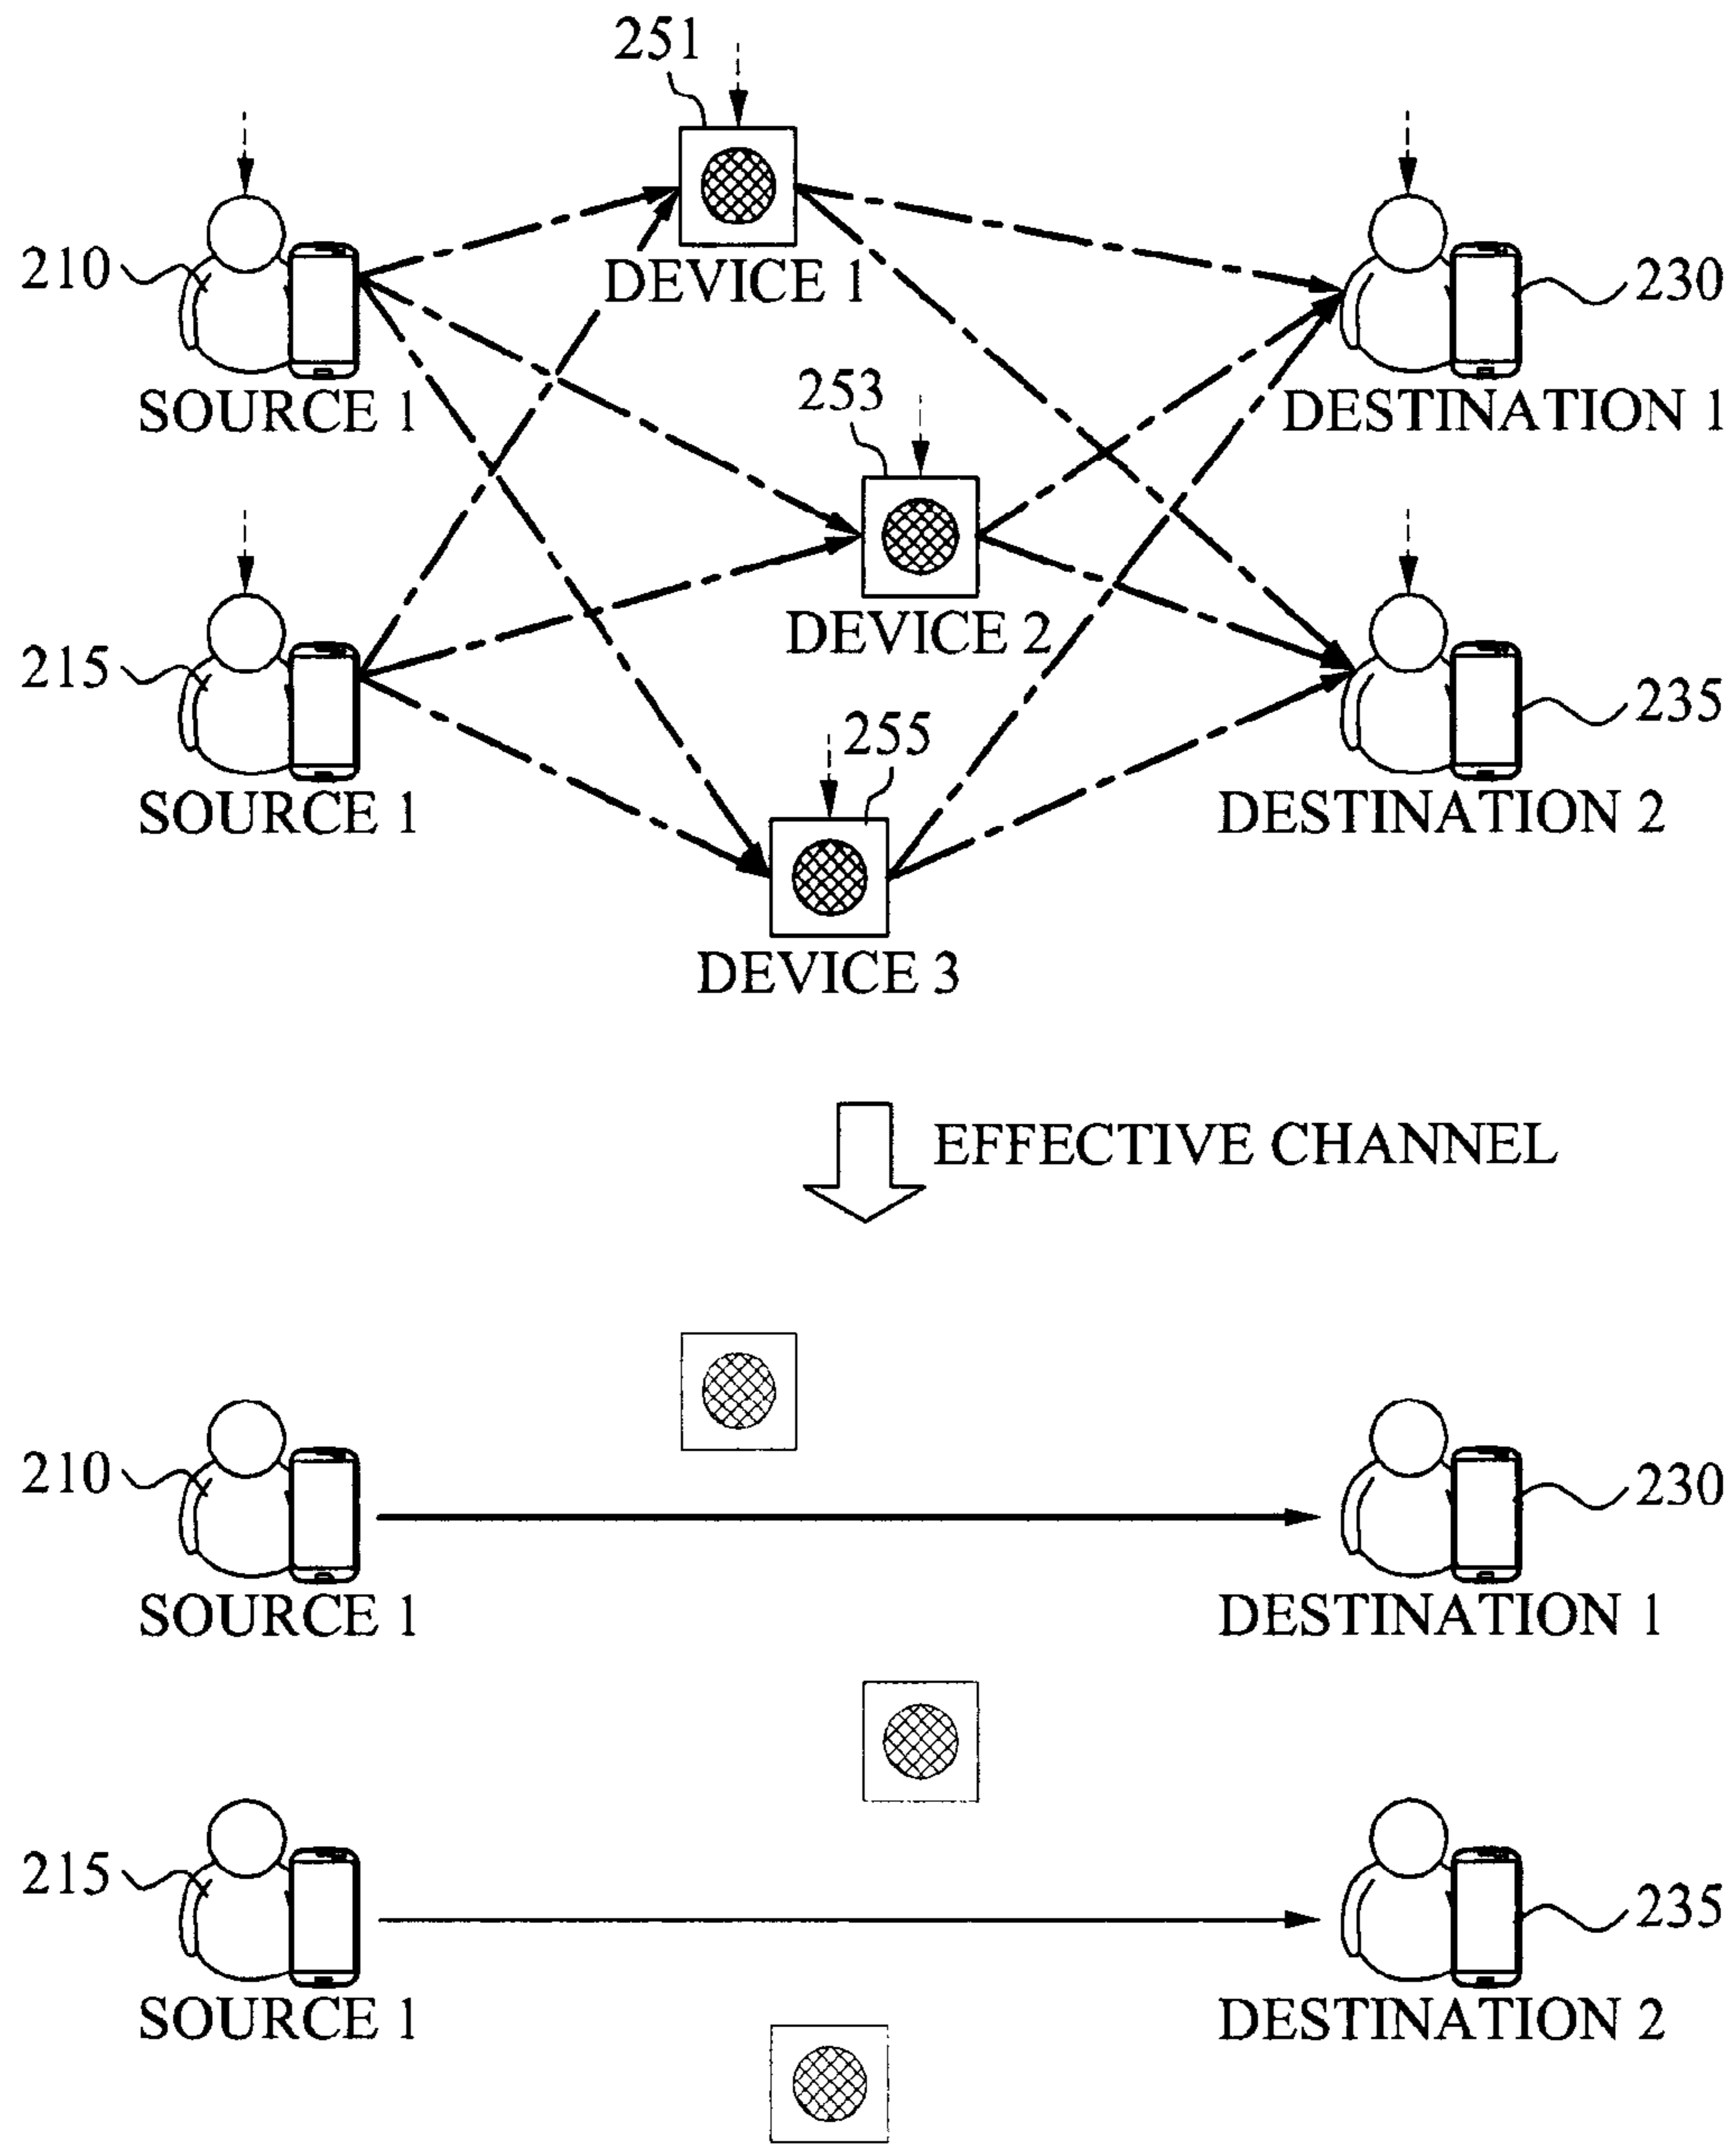 251
210
DEVICE 1
230
SOURCE 1
253
DESTINATION 1
215
DEVICE 2
235
255
SOURCE 1
DESTINATION 2
DEVICE 3
EFFECTIVE CHANNEL
210
230
SOURCE 1
DESTINATION 1
215
235
SOURCE 1
DESTINATION 2